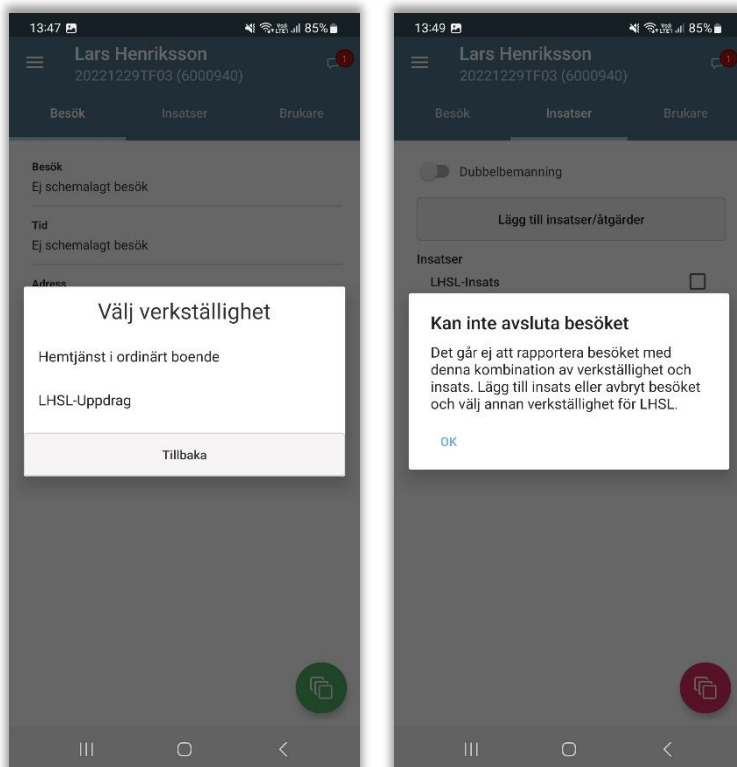 13:47
85%
Lars Henriksson
20221229TF03 (6000940)
1
Besök
Insatser
Brukare
Besök
Ej schemalagt besök
Tid
Ej schemalagt besök
Adress
Välj verkställighet
Hemtjänst i ordinärt boende
LHSL-Uppdrag
Tillbaka
13:49
85%
Lars Henriksson
20221229TF03 (6000940)
1
Besök
Insatser
Brukare
Dubbelbemanning
Lägg till insatser/åtgärder
Insatser
LHSL-Insats
Kan inte avsluta besöket
Det går ej att rapportera besöket med
denna kombination av verkställighet och
insats. Lägg till insats eller avbryt besöket
och välj annan verkställighet för LHSL.
OK